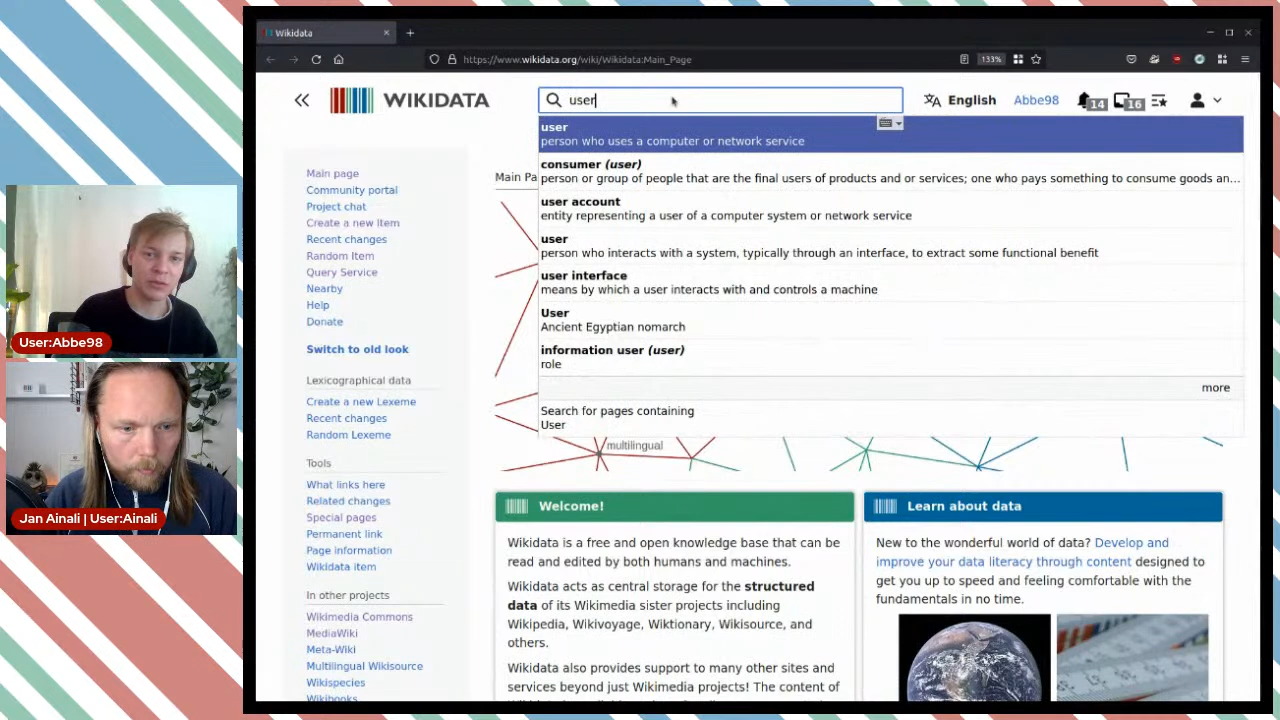 Wikidata
https://www.wikidata.org/wiki/Wikidata:Main_Page
133%
WIKIDATA
user
English
Abbe98
14
16
user
person who uses a computer or network service
consumer (user)
person or group of people that are the final users of products and or services; one who pays something to consume goods an...
user account
entity representing a user of a computer system or network service
user
person who interacts with a system, typically through an interface, to extract some functional benefit
user interface
means by which a user interacts with and controls a machine
User
Ancient Egyptian nomarch
information user (user)
role
more
Search for pages containing
User
Main Pa
multilingual
Main page
Community portal
Project chat
Create a new Item
Recent changes
Random Item
Query Service
Nearby
Help
Donate
Switch to old look
Lexicographical data
Create a new Lexeme
Recent changes
Random Lexeme
Tools
What links here
Related changes
Special pages
Permanent link
Page information
Wikidata item
In other projects
Wikimedia Commons
MediaWiki
Meta-Wiki
Multilingual Wikisource
Wikispecies
Wikibooks
Welcome!
Wikidata is a free and open knowledge base that can be
read and edited by both humans and machines.
Wikidata acts as central storage for the structured
data of its Wikimedia sister projects including
Wikipedia, Wikivoyage, Wiktionary, Wikisource, and
others.
Wikidata also provides support to many other sites and
services beyond just Wikimedia projects! The content of
Learn about data
New to the wonderful world of data? Develop and
improve your data literacy through content designed to
get you up to speed and feeling comfortable with the
fundamentals in no time.
User:Abbe98
Jan Ainali | User:Ainali